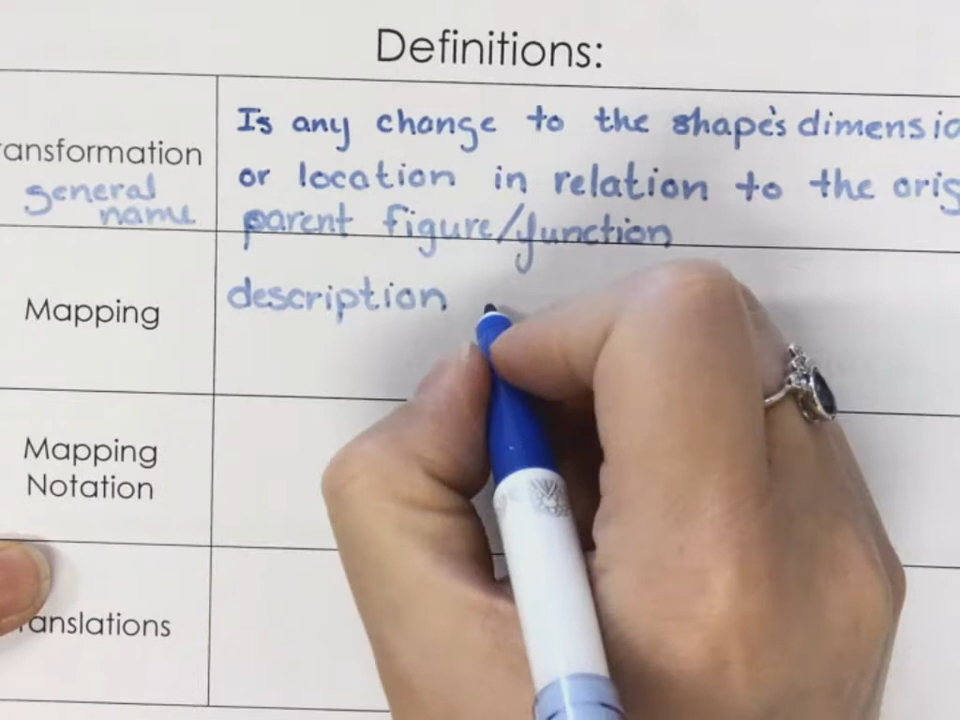 Definitions:
ransformation
general
name
Is any change to the shape's dimensio
or location in relation to the orig
parent figure/function
Mapping
description
Mapping
Notation
anslations